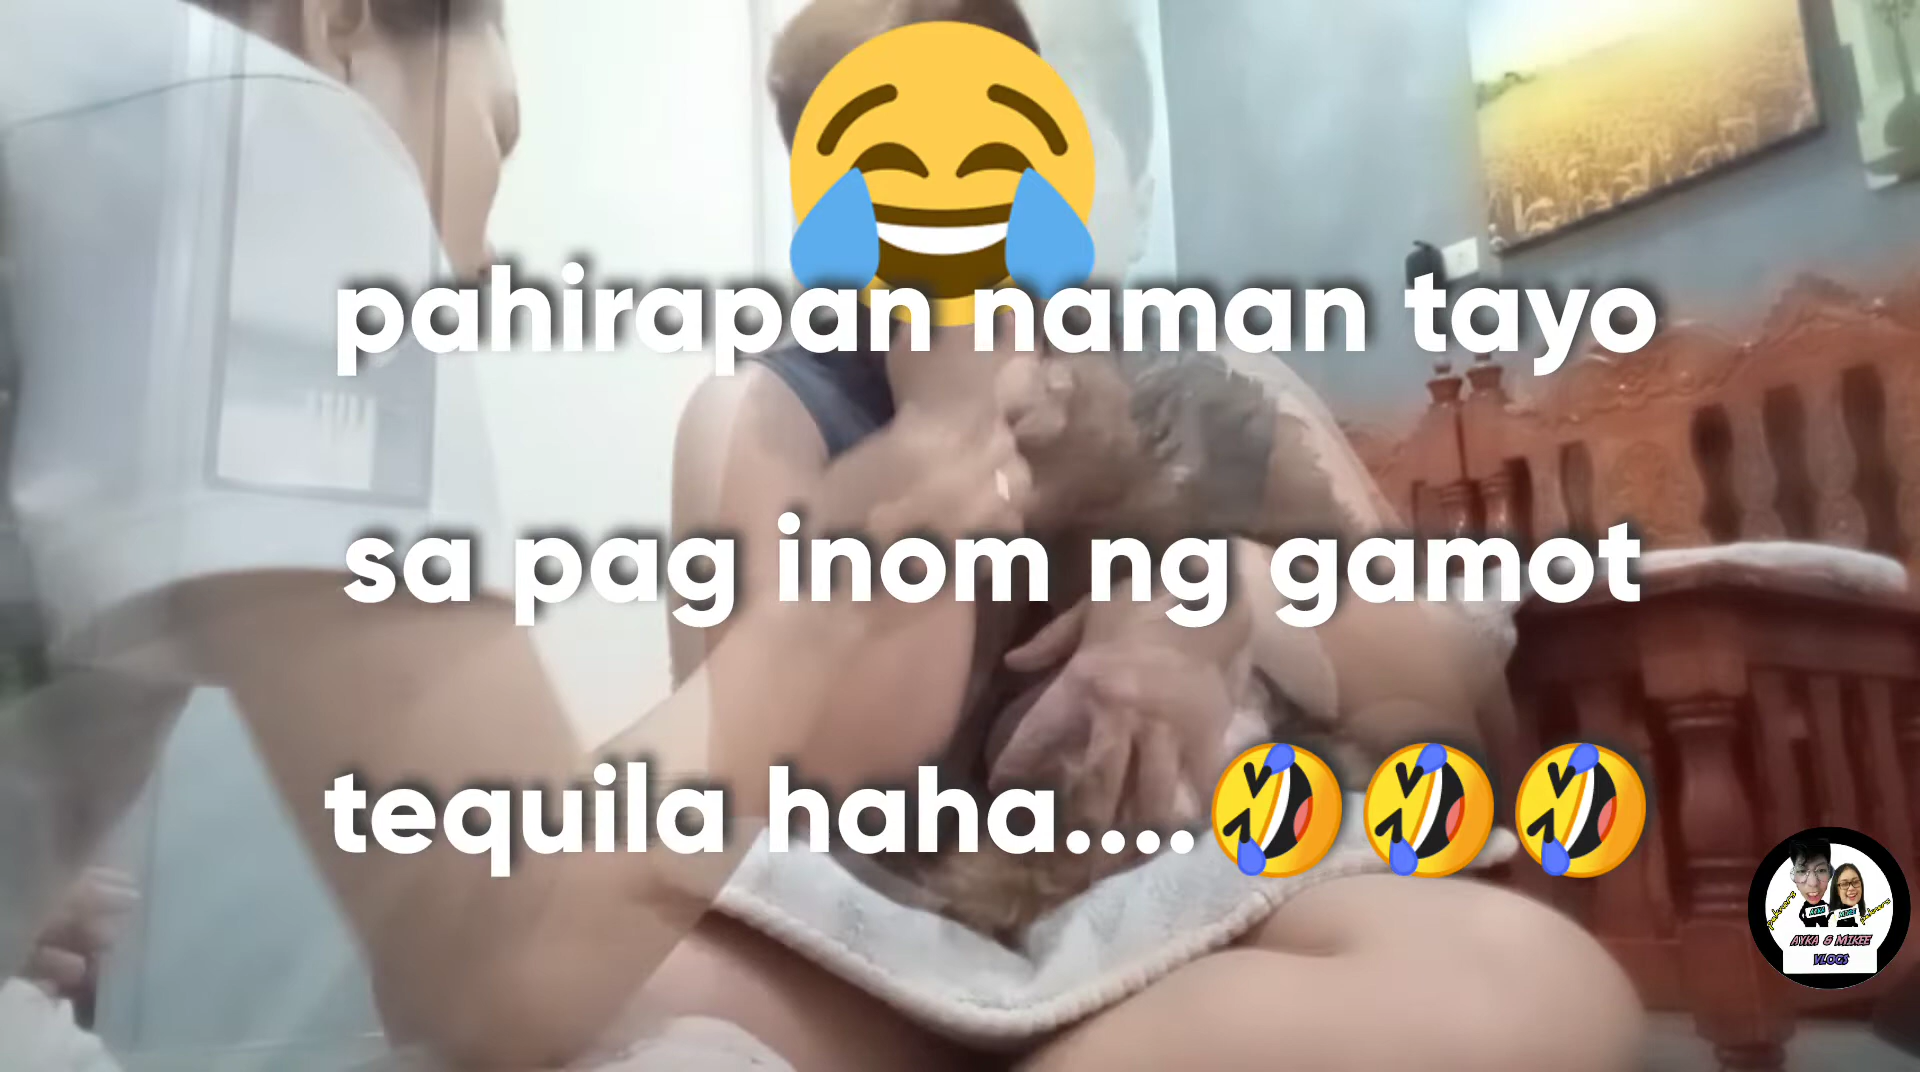 pahirapan naman tayo
sa pag inom ng gamot
tequila haha....🤣🤣🤣
AYKA & MIKEE
VLOGS